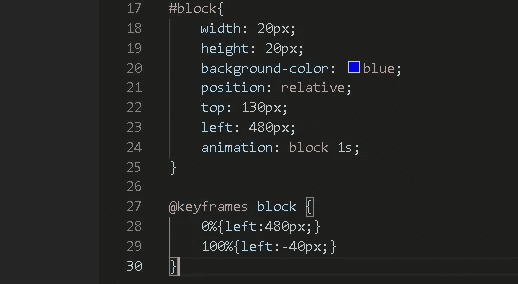 17 #block{
18 width: 20px;
19 height: 20px;
20 background-color: blue;
21 position: relative;
22 top: 130px;
23 left: 480px;
24 animation: block 1s;
25 }
26
27 @keyframes block {
28 0%{left:480px;}
29 100%{left:-40px;}
30 }